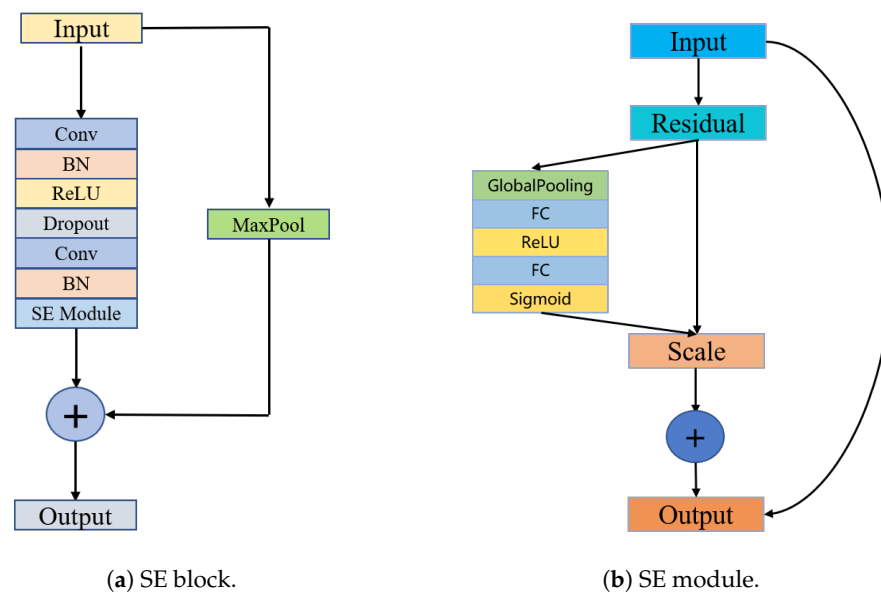 Input
Conv
BN
ReLU
Dropout
Conv
BN
SE Module
MaxPool
+
Output
(a) SE block.
Input
Residual
GlobalPooling
FC
ReLU
FC
Sigmoid
Scale
+
Output
(b) SE module.